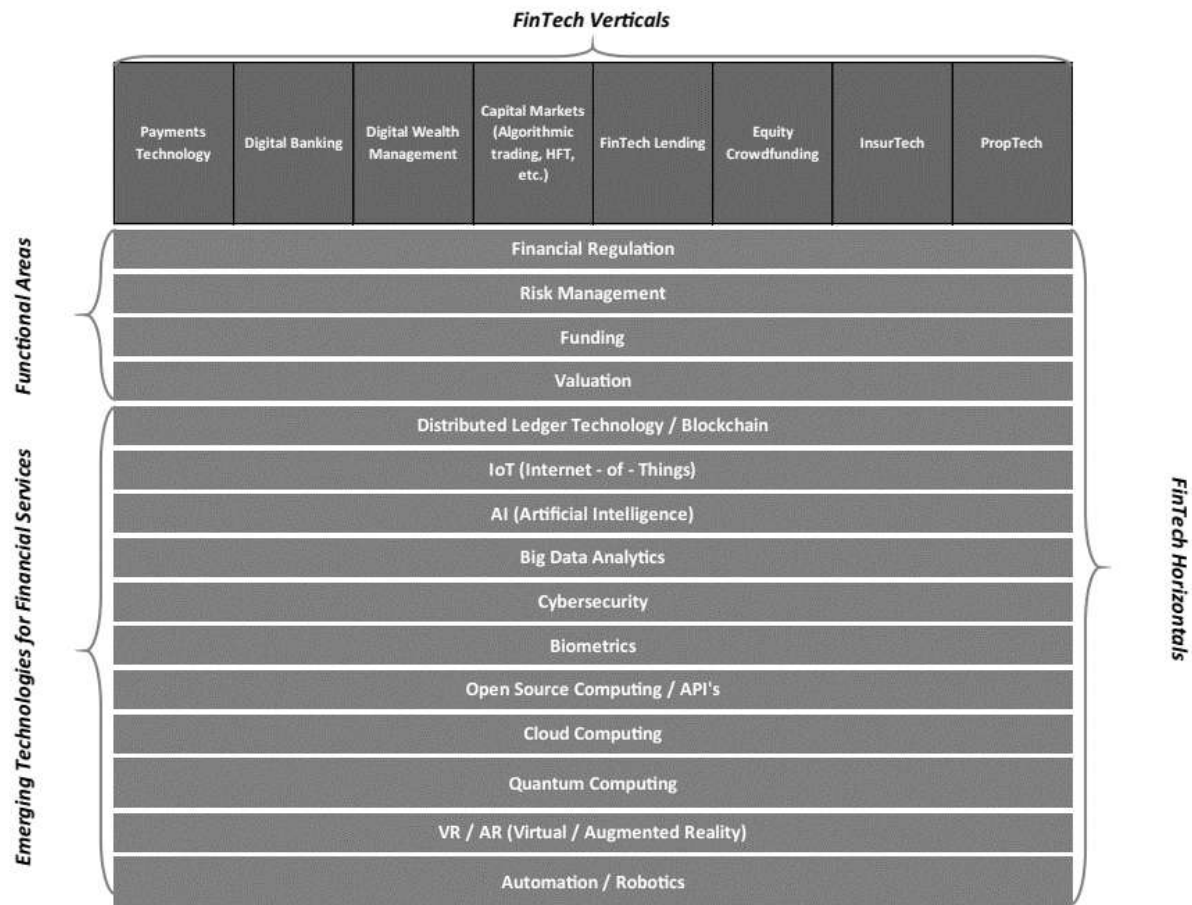 FinTech Verticals
Payments
Technology
Digital Banking
Digital Wealth
Management
Capital Markets
(Algorithmic
trading, HFT,
etc.)
FinTech Lending
Equity
Crowdfunding
InsurTech
PropTech
Functional Areas
Financial Regulation
Risk Management
Funding
Valuation
Emerging Technologies for Financial Services
Distributed Ledger Technology / Blockchain
IoT (Internet - of - Things)
AI (Artificial Intelligence)
Big Data Analytics
Cybersecurity
Biometrics
Open Source Computing / API's
Cloud Computing
Quantum Computing
VR / AR (Virtual / Augmented Reality)
Automation / Robotics
FinTech Horizontals